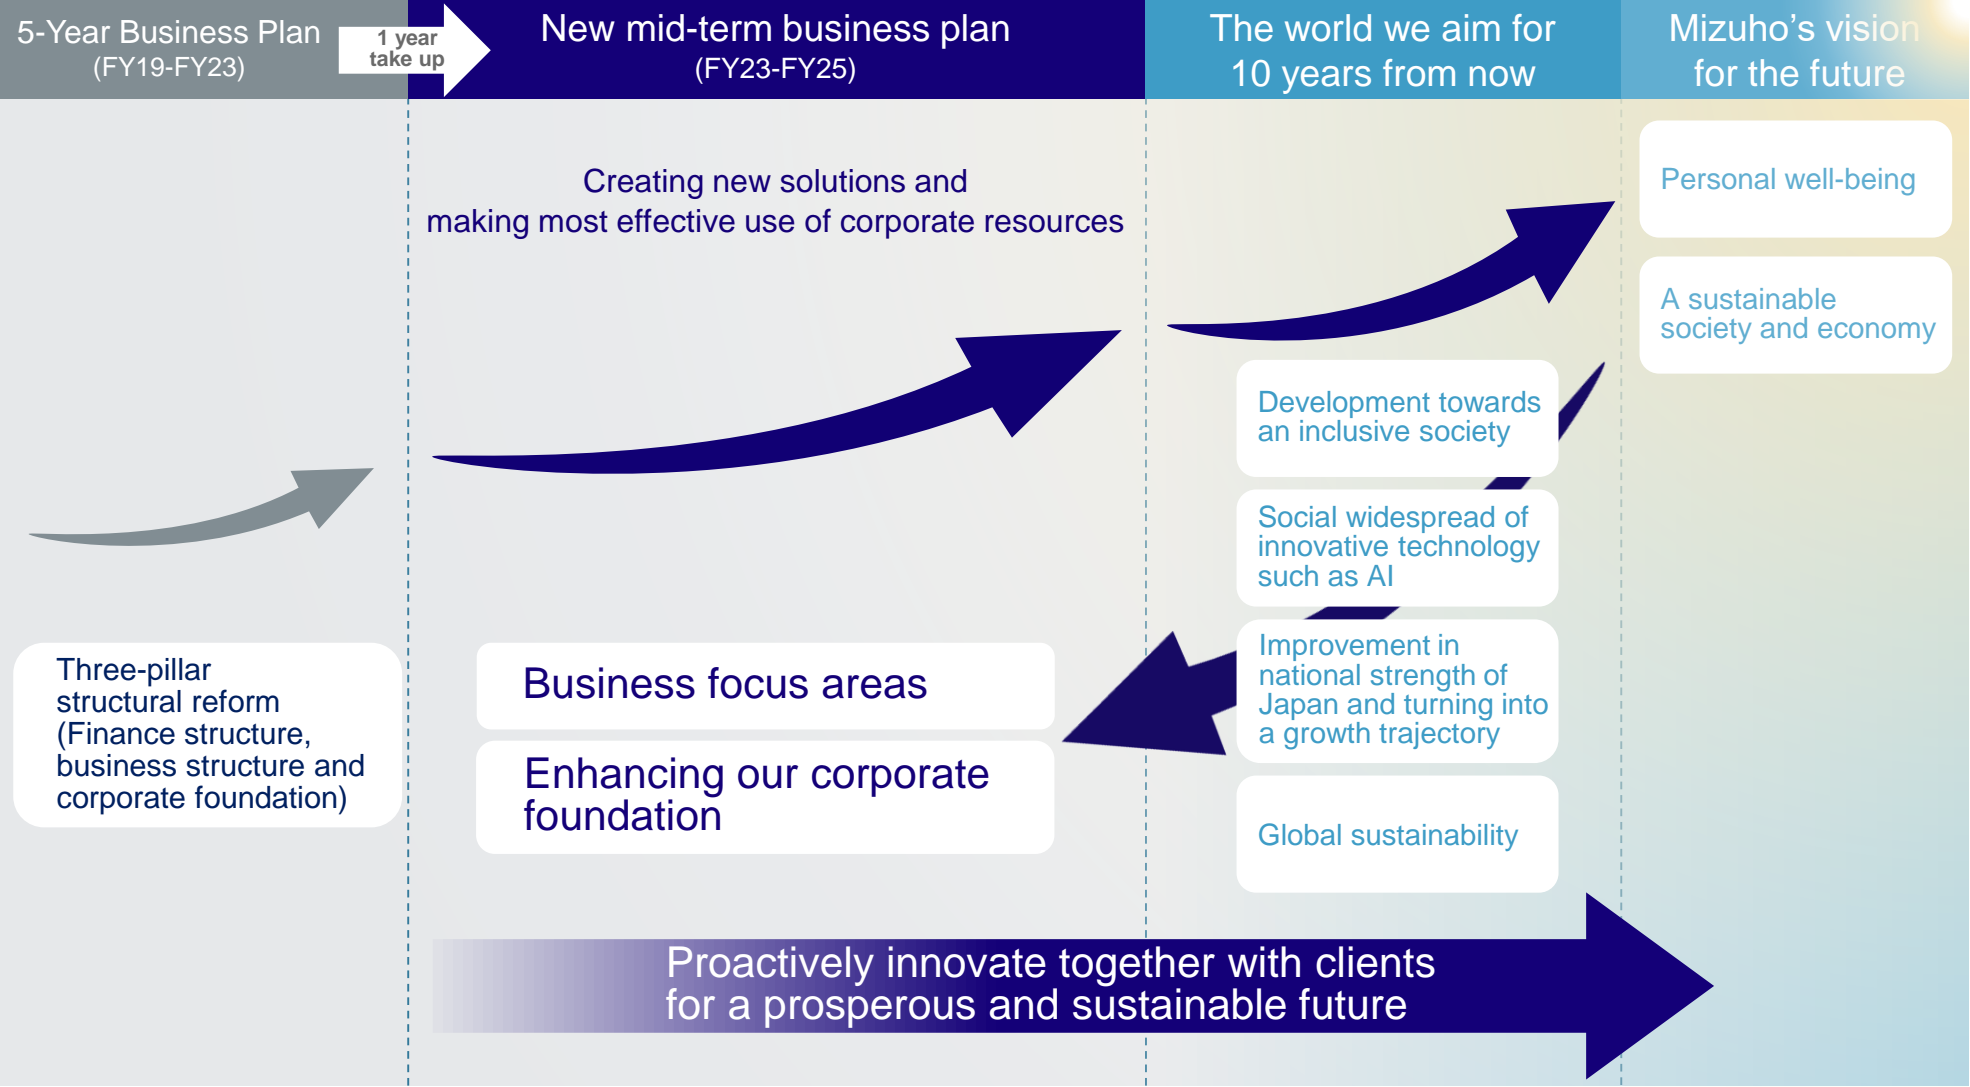 5-Year Business Plan
(FY19-FY23)
1 year
take up
New mid-term business plan
(FY23-FY25)
The world we aim for
10 years from now
Mizuho's vision
for the future
Creating new solutions and
making most effective use of corporate resources
Personal well-being
A sustainable
society and economy
Development towards
an inclusive society
Social widespread of
innovative technology
such as AI
Improvement in
national strength of
Japan and turning into
a growth trajectory
Global sustainability
Three-pillar
structural reform
(Finance structure,
business structure and
corporate foundation)
Business focus areas
Enhancing our corporate
foundation
Proactively innovate together with clients
for a prosperous and sustainable future